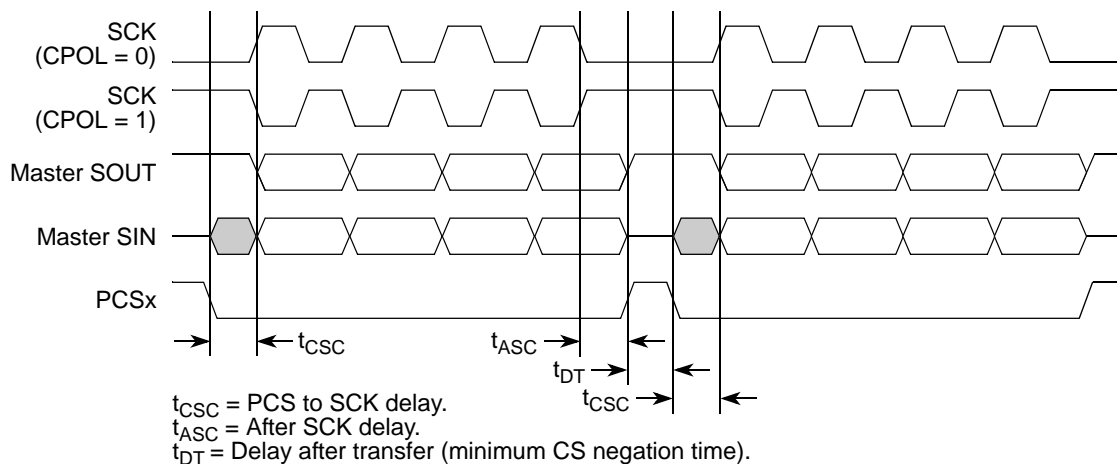 SCK
(CPOL = 0)
SCK
(CPOL = 1)
Master SOUT
Master SIN
PCSx
tCSC
tASC
tDT
tCSC
tCSC = PCS to SCK delay.
tASC = After SCK delay.
tDT = Delay after transfer (minimum CS negation time).